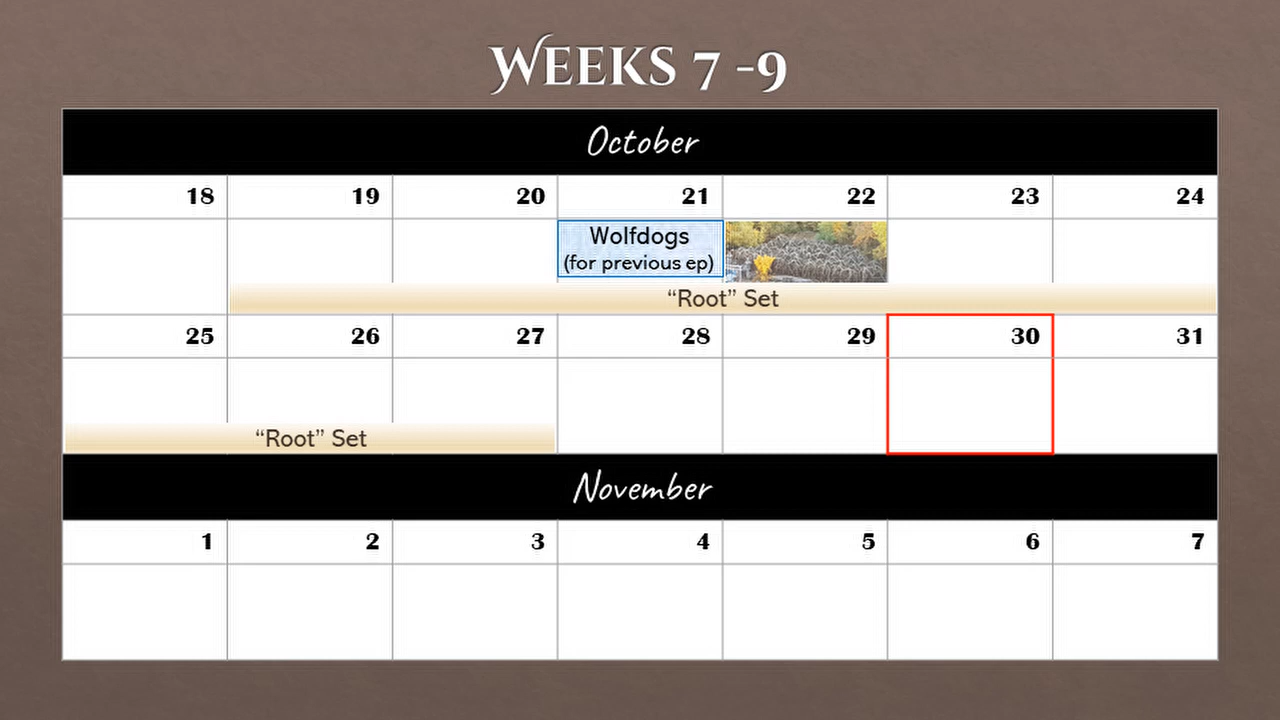 WEEKS 7 -9
October
18 19 20 21 22 23 24
Wolfdogs
(for previous ep)
“Root” Set
25 26 27 28 29 30 31
“Root” Set
November
1 2 3 4 5 6 7